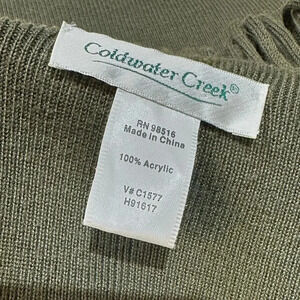 Coldwater Creek®
RN 98516
Made in China
100% Acrylic
V# C1577
H91617